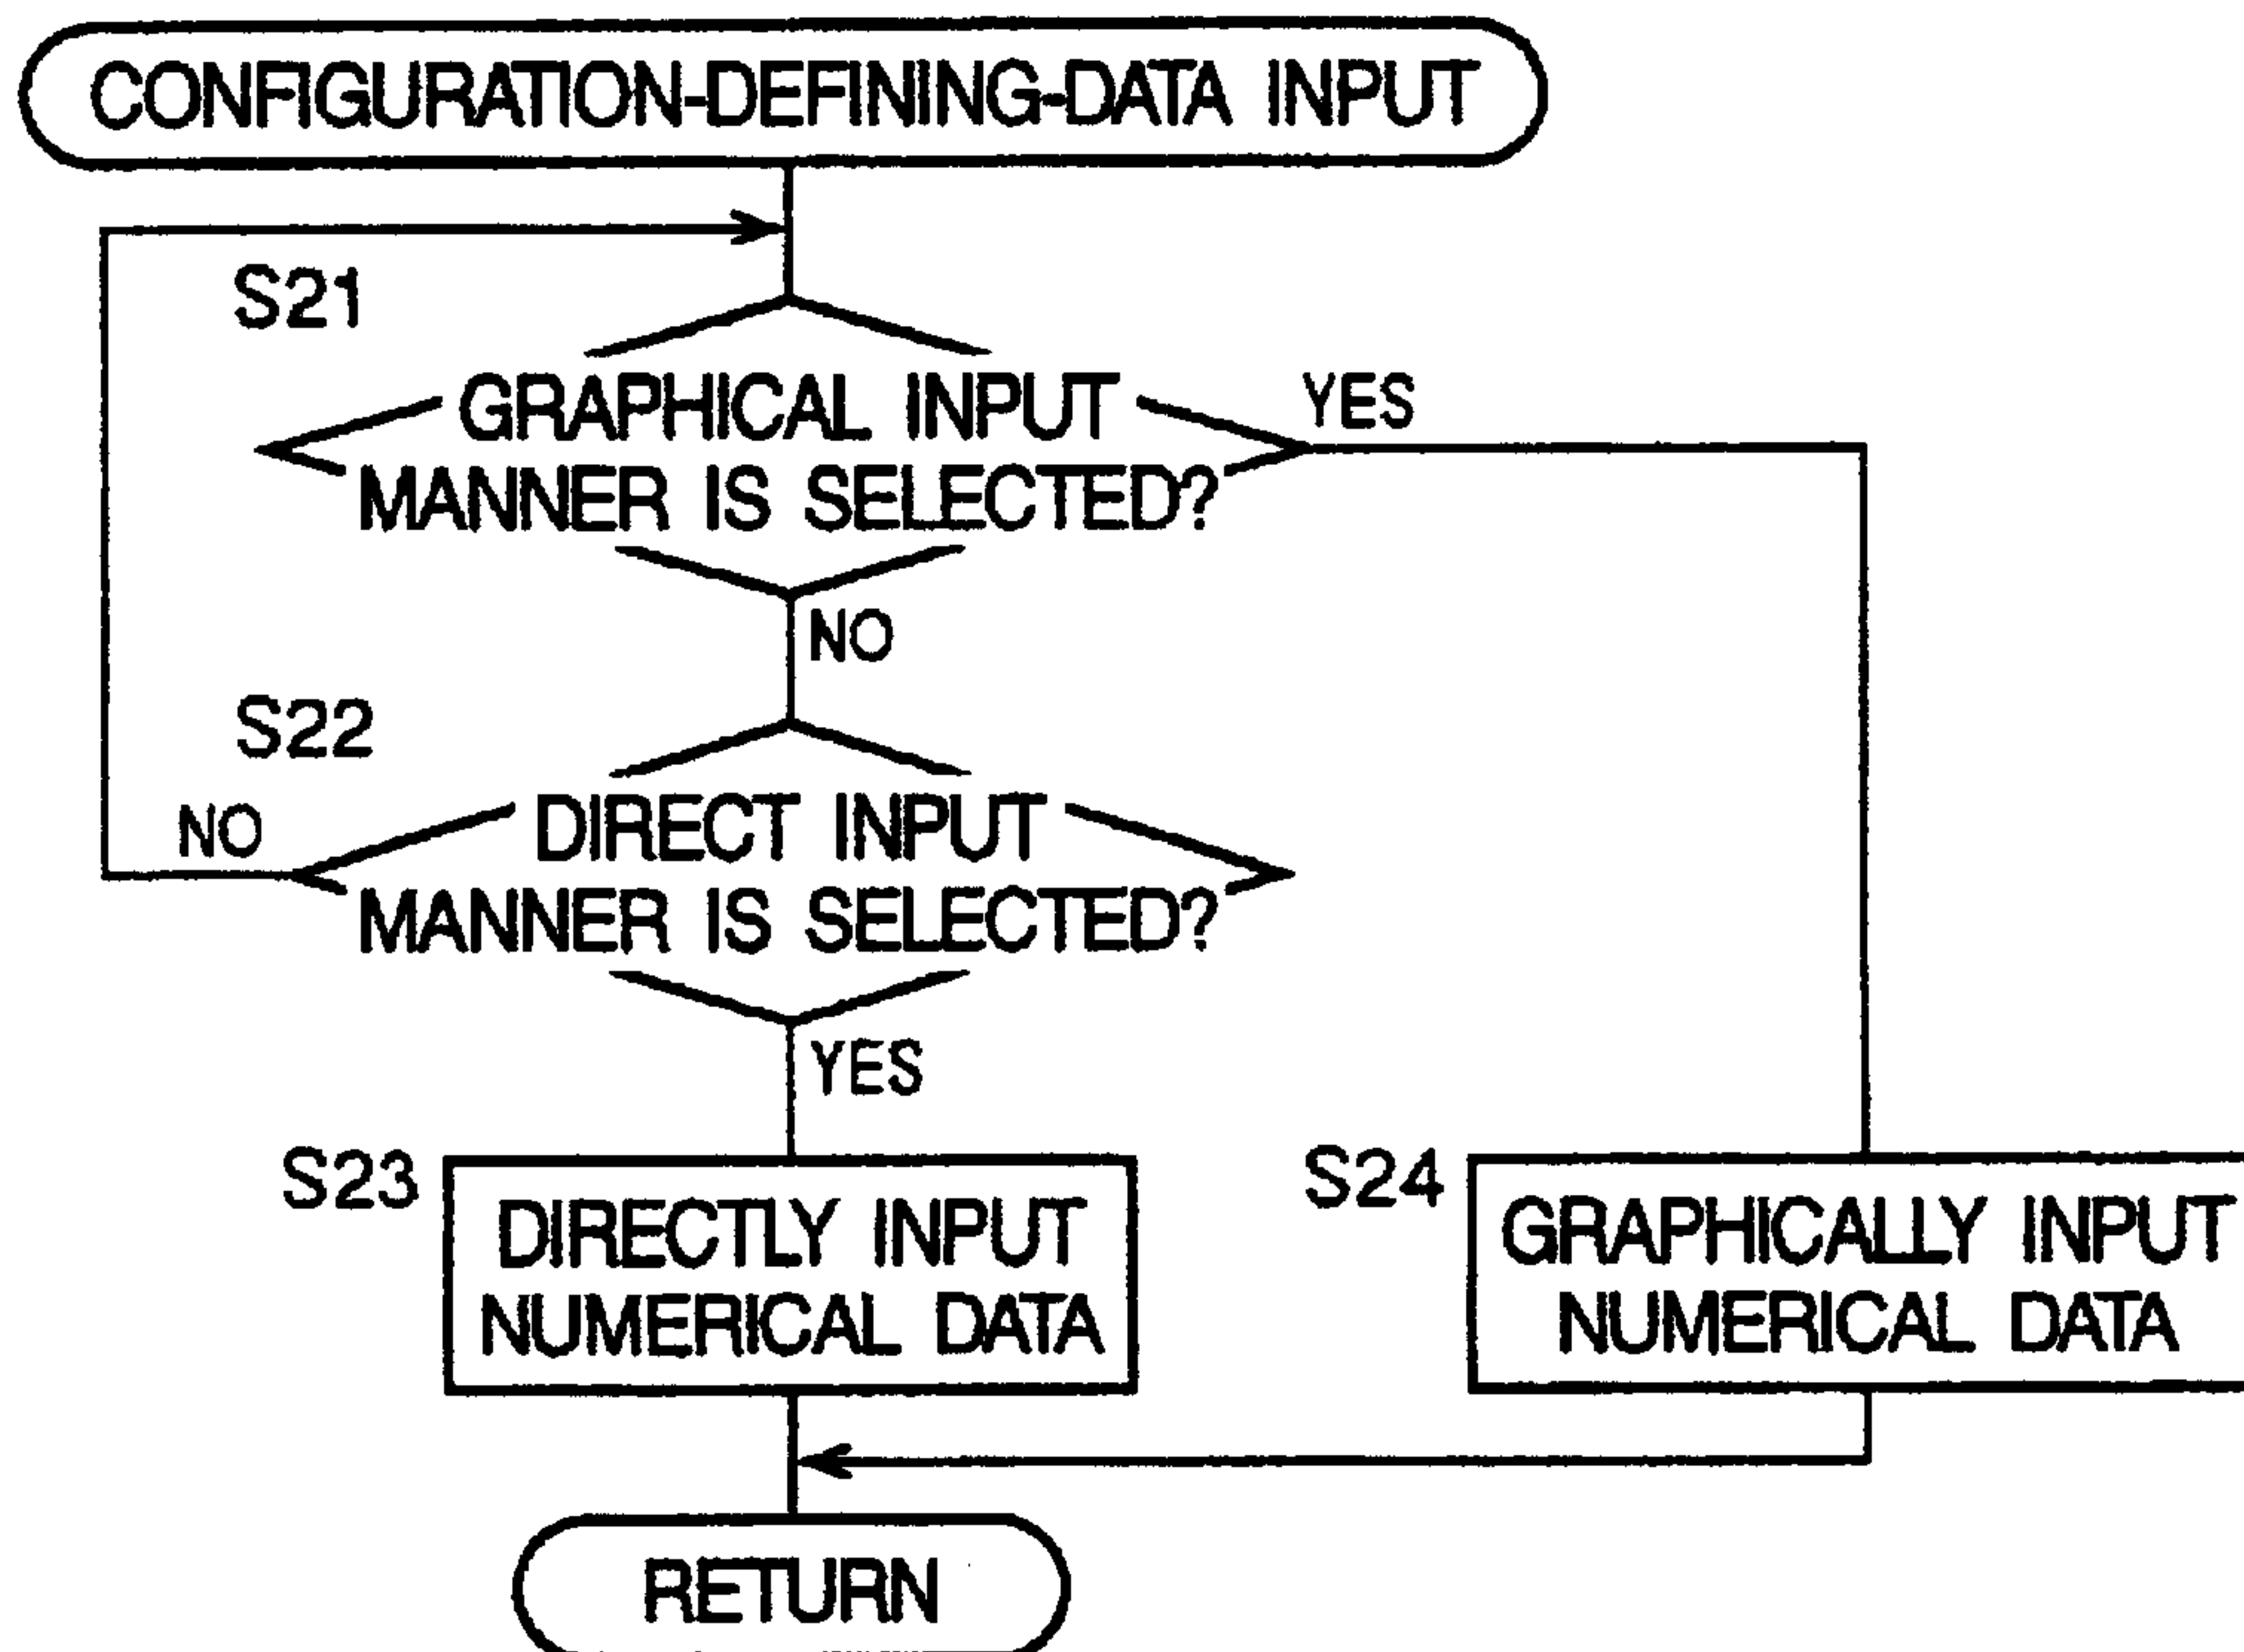 CONFIGURATION-DEFINING-DATA INPUT
S21
GRAPHICAL INPUT
MANNER IS SELECTED?
YES
NO
S22
NO
DIRECT INPUT
MANNER IS SELECTED?
YES
S23
DIRECTLY INPUT
NUMERICAL DATA
S24
GRAPHICALLY INPUT
NUMERICAL DATA
RETURN